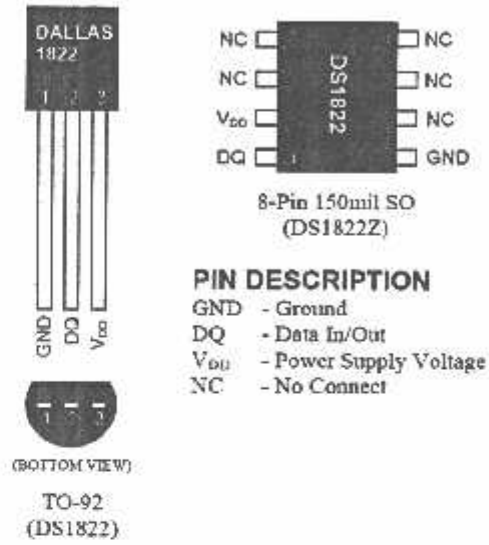 DALLAS
1822
1 2 3
GND DQ VDD
1 2 3
(BOTTOM VIEW)
TO-92
(DS1822)
NC NC
NC NC
VDD NC
DQ GND
DS1822
1
8-Pin 150mil SO
(DS1822Z)
PIN DESCRIPTION
GND - Ground
DQ - Data In/Out
VDD - Power Supply Voltage
NC - No Connect